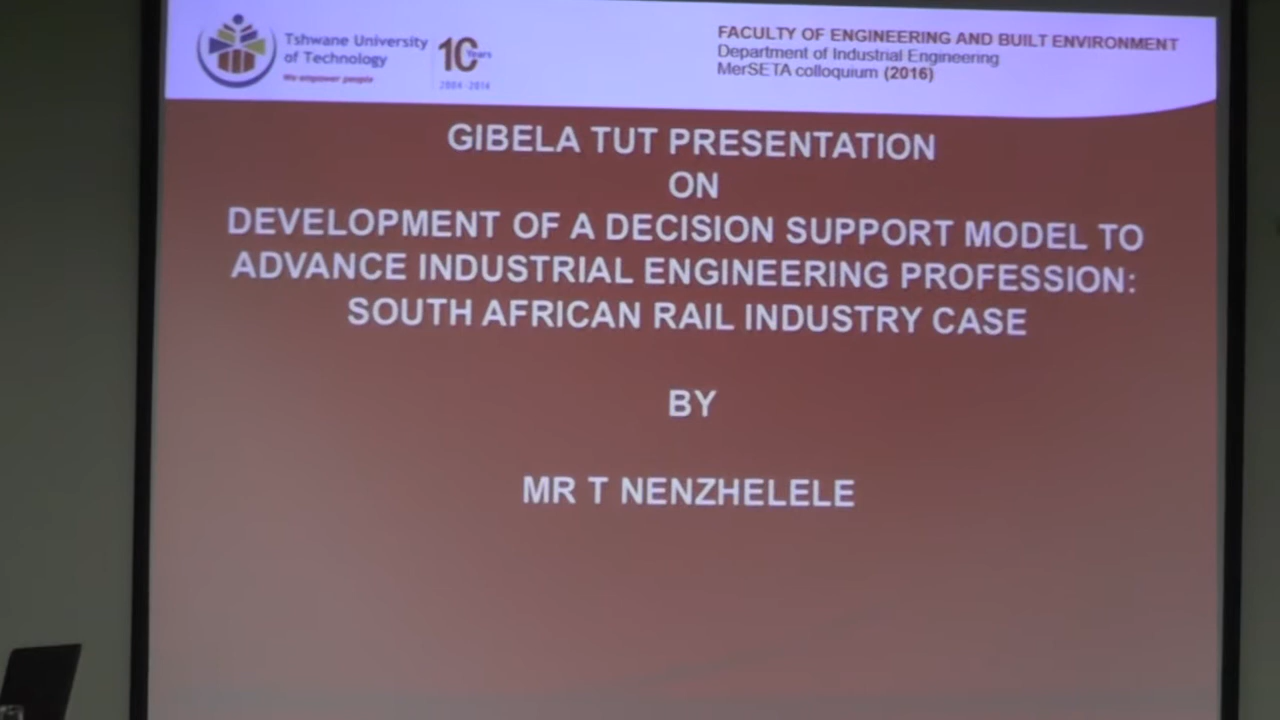 Tshwane University
of Technology
We empower people
10 Years
2004 - 2014
FACULTY OF ENGINEERING AND BUILT ENVIRONMENT
Department of Industrial Engineering
MerSETA colloquium (2016)
GIBELA TUT PRESENTATION
ON
DEVELOPMENT OF A DECISION SUPPORT MODEL TO
ADVANCE INDUSTRIAL ENGINEERING PROFESSION:
SOUTH AFRICAN RAIL INDUSTRY CASE
BY
MR T NENZHELELE